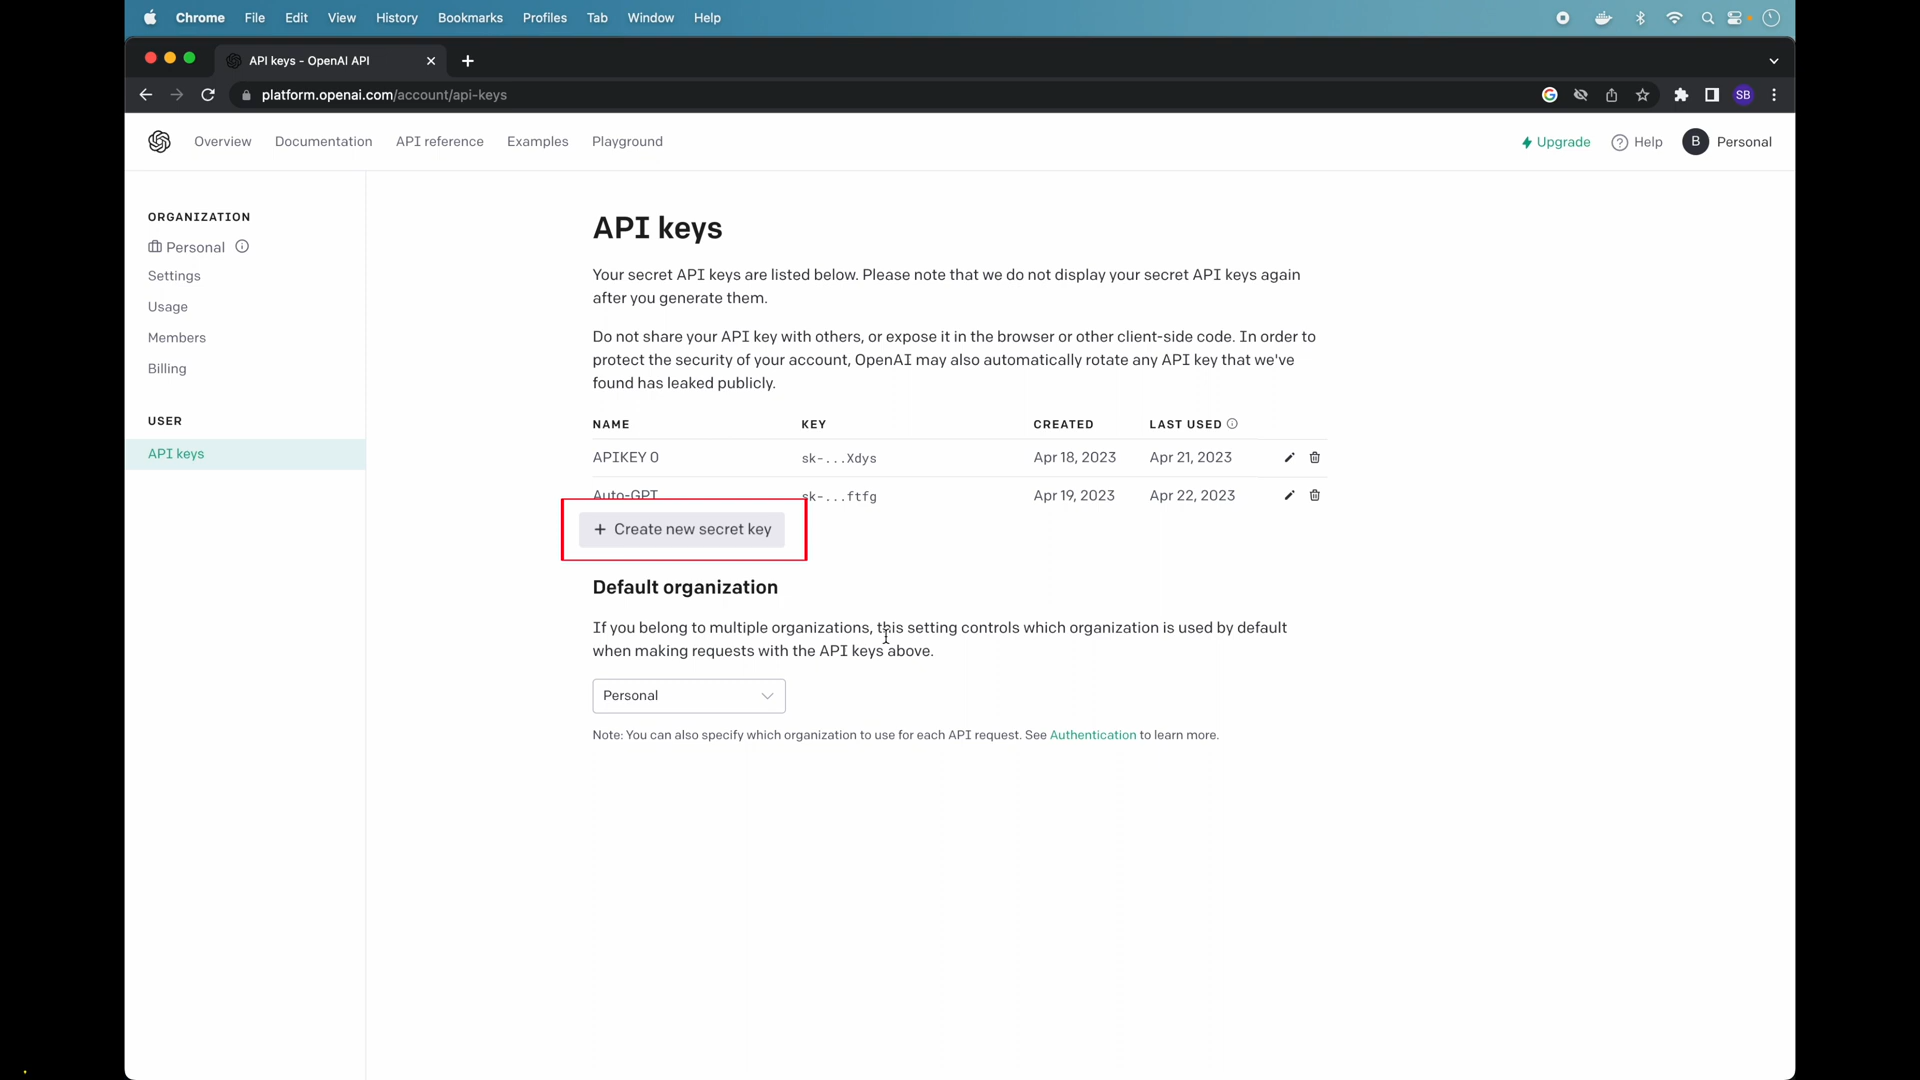 Chrome File Edit View History Bookmarks Profiles Tab Window Help
API keys - OpenAI API
platform.openai.com/account/api-keys
SB
Overview Documentation API reference Examples Playground
Upgrade Help B Personal
ORGANIZATION
Personal
Settings
Usage
Members
Billing
USER
API keys
API keys
Your secret API keys are listed below. Please note that we do not display your secret API keys again
after you generate them.
Do not share your API key with others, or expose it in the browser or other client-side code. In order to
protect the security of your account, OpenAI may also automatically rotate any API key that we've
found has leaked publicly.
NAME KEY CREATED LAST USED
APIKEY 0 sk-...Xdys Apr 18, 2023 Apr 21, 2023
Auto-GPT sk-...ftfg Apr 19, 2023 Apr 22, 2023
+ Create new secret key
Default organization
If you belong to multiple organizations, this setting controls which organization is used by default
when making requests with the API keys above.
Personal
Note: You can also specify which organization to use for each API request. See Authentication to learn more.